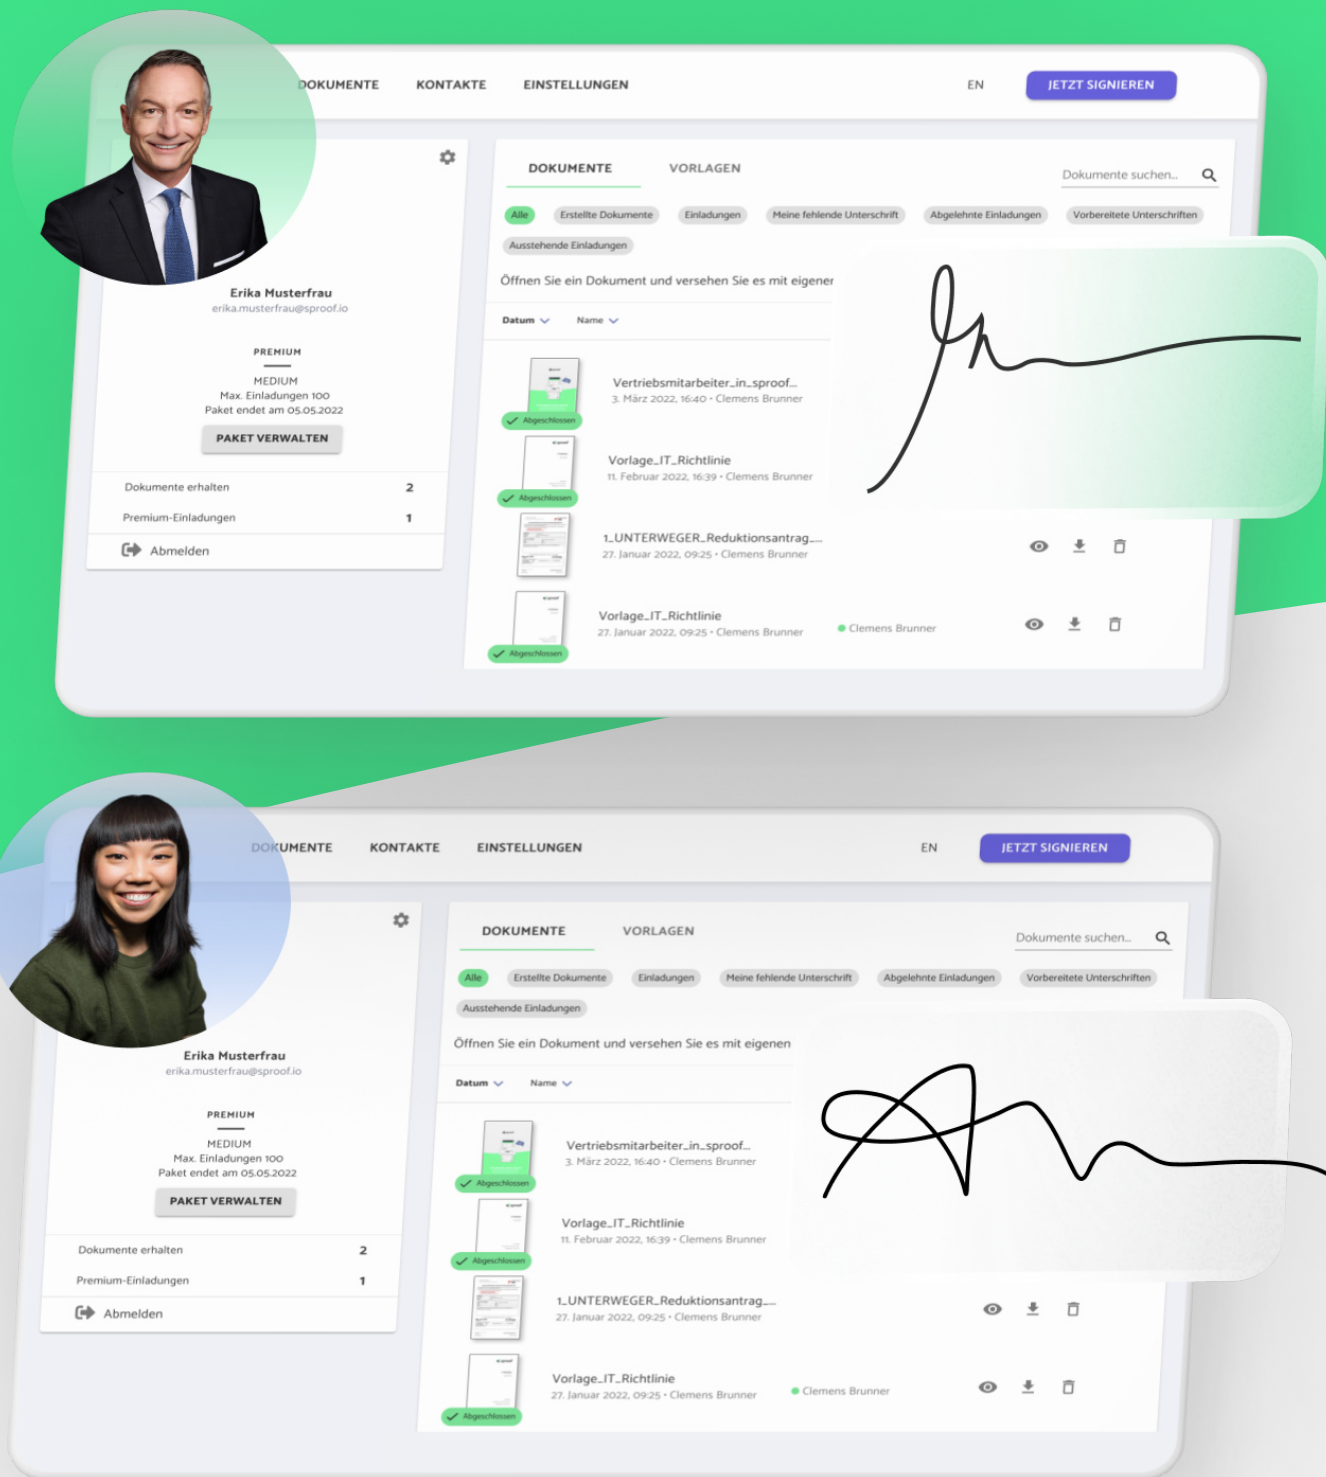 DOKUMENTE KONTAKTE EINSTELLUNGEN EN JETZT SIGNIEREN
Erika Musterfrau
erika.musterfrau@sproof.io
PREMIUM
MEDIUM
Max. Einladungen 100
Paket endet am 05.05.2022
PAKET VERWALTEN
Dokumente erhalten 2
Premium-Einladungen 1
Abmelden
DOKUMENTE VORLAGEN
Dokumente suchen...
Alle Erstellte Dokumente Einladungen Meine fehlende Unterschrift Abgelehnte Einladungen Vorbereitete Unterschriften
Ausstehende Einladungen
Öffnen Sie ein Dokument und versehen Sie es mit eigener
Datum Name
Vertriebsmitarbeiter_in_sproof...
3. März 2022, 16:40 • Clemens Brunner
Abgeschlossen
Vorlage_IT_Richtlinie
11. Februar 2022, 16:39 • Clemens Brunner
Abgeschlossen
1_UNTERWEGER_Reduktionsantrag_...
27. Januar 2022, 09:25 • Clemens Brunner
Vorlage_IT_Richtlinie
27. Januar 2022, 09:25 • Clemens Brunner Clemens Brunner
Abgeschlossen
DOKUMENTE KONTAKTE EINSTELLUNGEN EN JETZT SIGNIEREN
Erika Musterfrau
erika.musterfrau@sproof.io
PREMIUM
MEDIUM
Max. Einladungen 100
Paket endet am 05.05.2022
PAKET VERWALTEN
Dokumente erhalten 2
Premium-Einladungen 1
Abmelden
DOKUMENTE VORLAGEN
Dokumente suchen...
Alle Erstellte Dokumente Einladungen Meine fehlende Unterschrift Abgelehnte Einladungen Vorbereitete Unterschriften
Ausstehende Einladungen
Öffnen Sie ein Dokument und versehen Sie es mit eigenen
Datum Name
Vertriebsmitarbeiter_in_sproof...
3. März 2022, 16:40 • Clemens Brunner
Abgeschlossen
Vorlage_IT_Richtlinie
11. Februar 2022, 16:39 • Clemens Brunner
Abgeschlossen
1_UNTERWEGER_Reduktionsantrag_...
27. Januar 2022, 09:25 • Clemens Brunner
Vorlage_IT_Richtlinie
27. Januar 2022, 09:25 • Clemens Brunner Clemens Brunner
Abgeschlossen